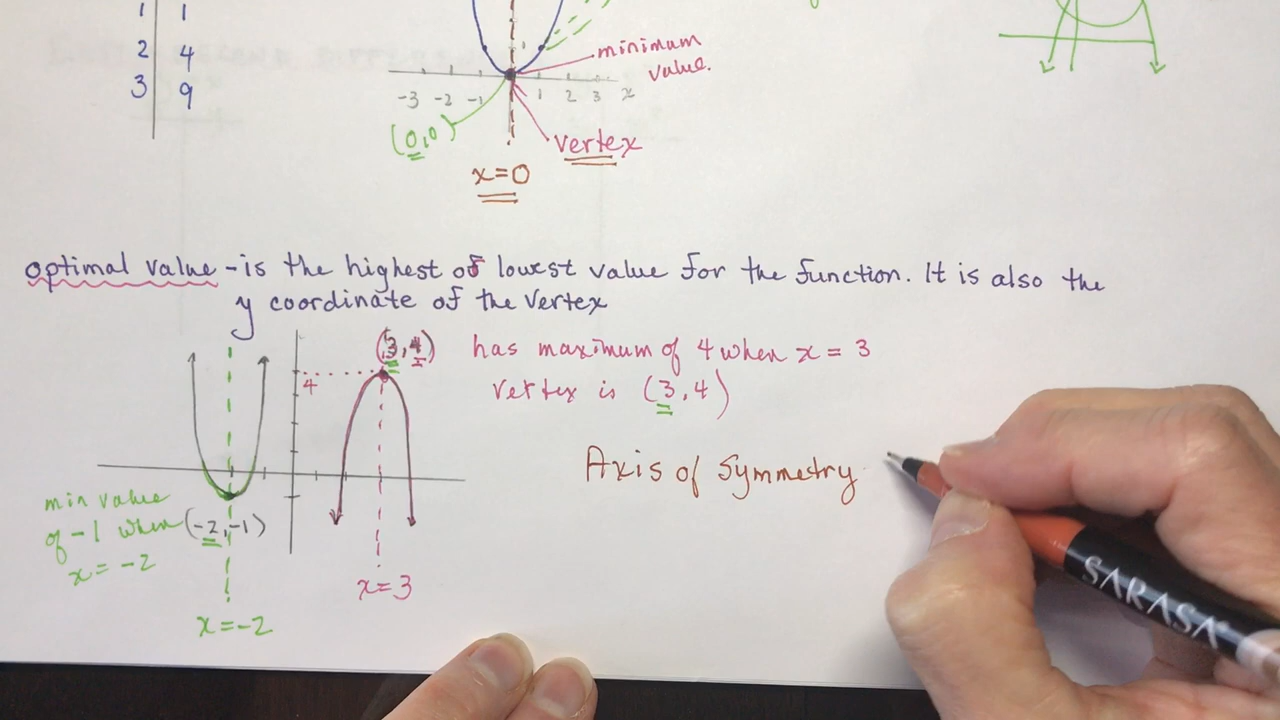 1 1
2 4
3 9
minimum
value.
-3 -2 -1 1 2 3 x
(0,0)
vertex
x=0
optimal value - is the highest of lowest value for the function. It is also the
y coordinate of the vertex
(3,4) has maximum of 4 when x = 3
4
vertex is (3,4)
Axis of Symmetry
min value
of -1 when (-2,-1)
x = -2
x=3
x=-2
SARASA